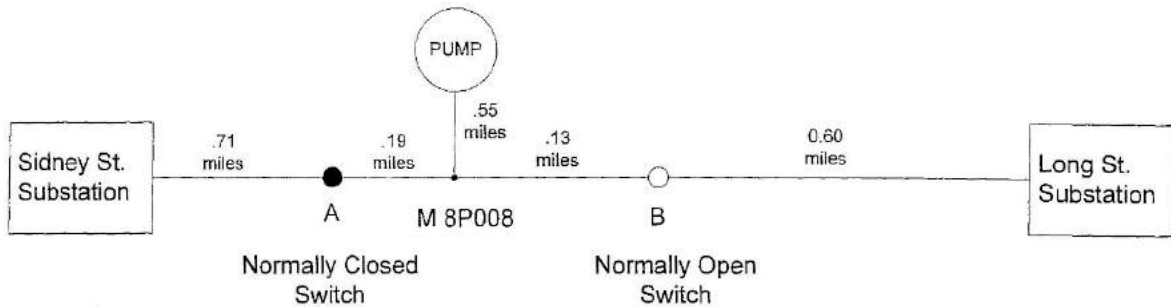 PUMP
.55
miles
Sidney St.
Substation
.71
miles
.19
miles
.13
miles
0.60
miles
Long St.
Substation
A
M 8P008
B
Normally Closed
Switch
Normally Open
Switch